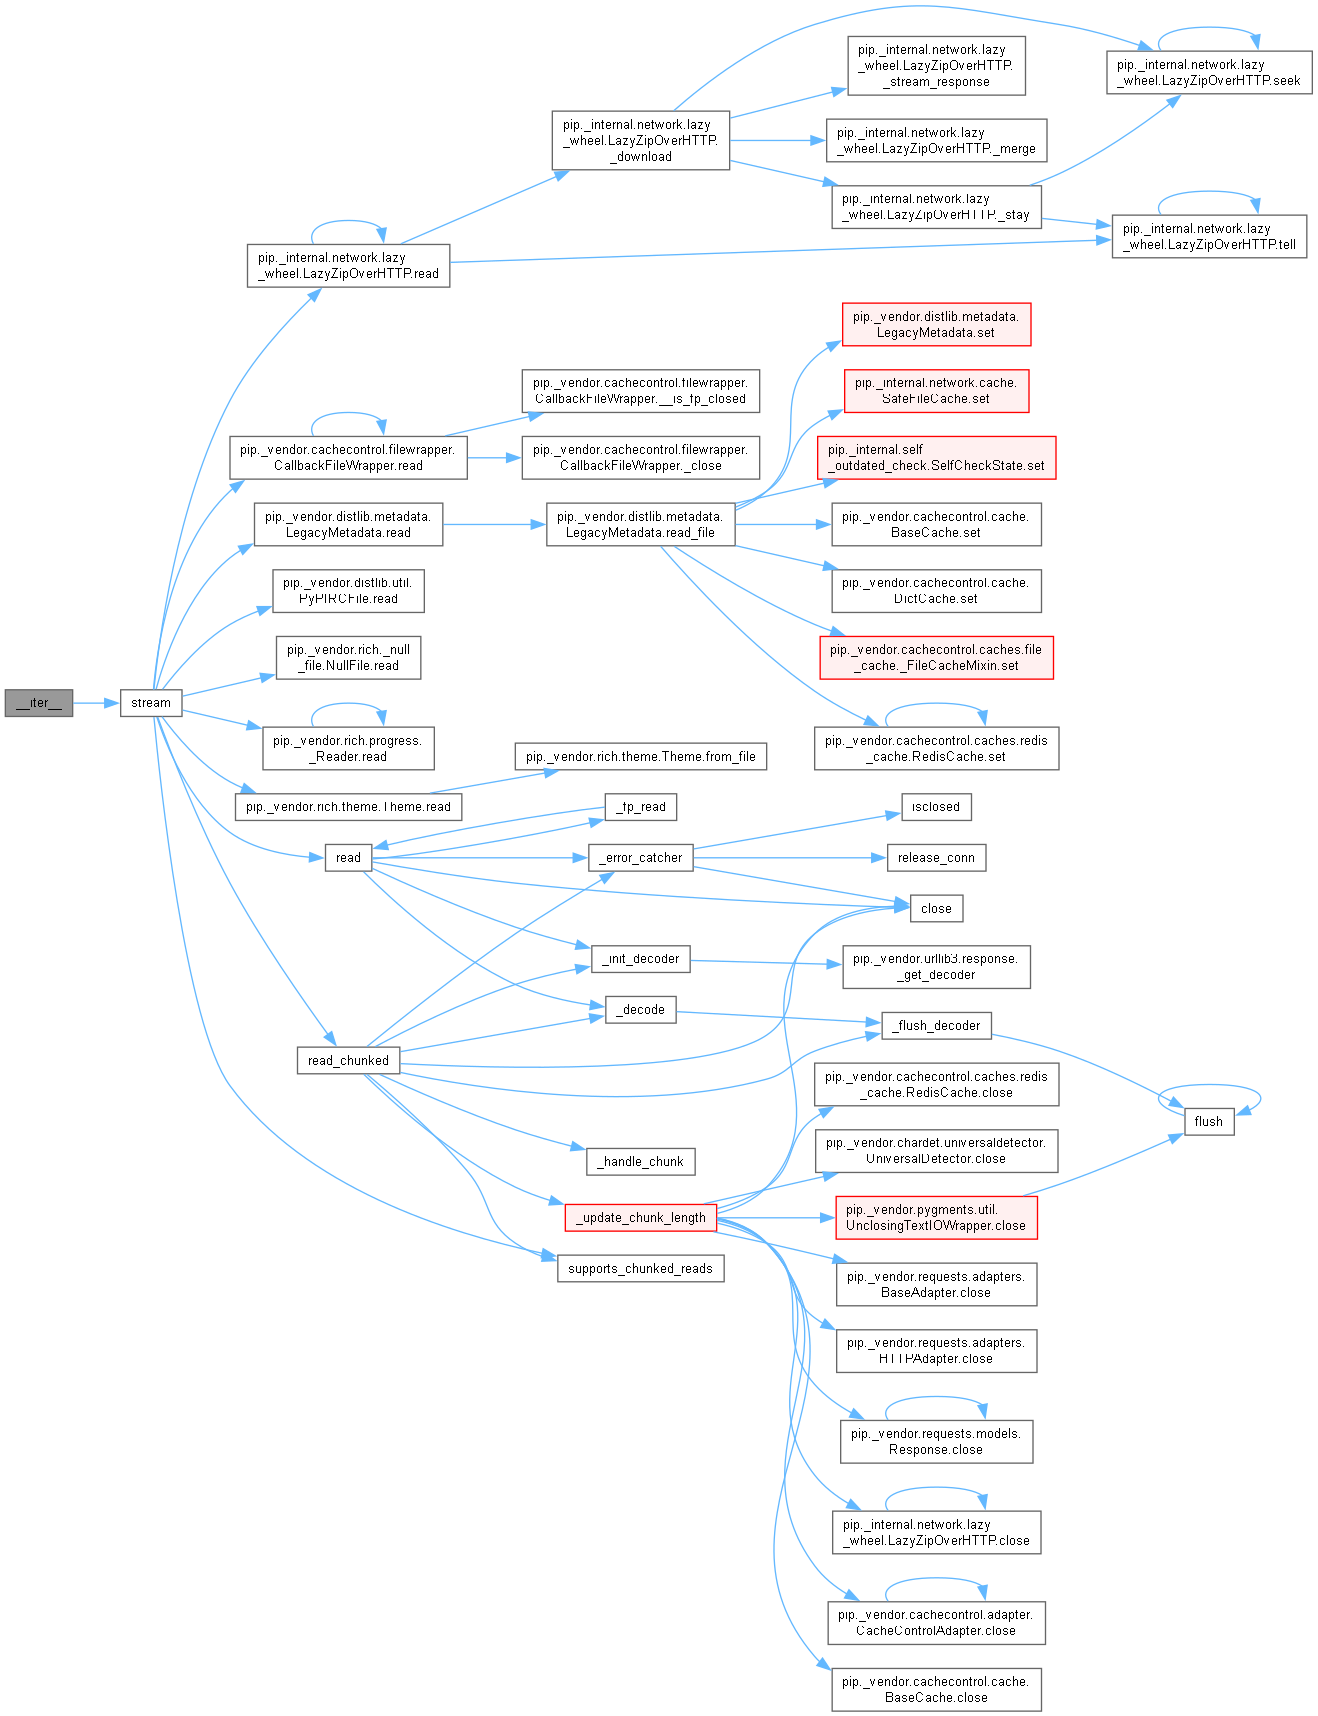 __iter__
stream
pip._internal.network.lazy
_wheel.LazyZipOverHTTP.read
pip._internal.network.lazy
_wheel.LazyZipOverHTTP.
_download
pip._internal.network.lazy
_wheel.LazyZipOverHTTP.
_stream_response
pip._internal.network.lazy
_wheel.LazyZipOverHTTP._merge
pip._internal.network.lazy
_wheel.LazyZipOverHTTP._stay
pip._internal.network.lazy
_wheel.LazyZipOverHTTP.seek
pip._internal.network.lazy
_wheel.LazyZipOverHTTP.tell
pip._vendor.cachecontrol.filewrapper.
CallbackFileWrapper.read
pip._vendor.cachecontrol.filewrapper.
CallbackFileWrapper.__is_fp_closed
pip._vendor.cachecontrol.filewrapper.
CallbackFileWrapper._close
pip._vendor.distlib.metadata.
LegacyMetadata.read
pip._vendor.distlib.metadata.
LegacyMetadata.read_file
pip._vendor.distlib.metadata.
LegacyMetadata.set
pip._internal.network.cache.
SafeFileCache.set
pip._internal.self
_outdated_check.SelfCheckState.set
pip._vendor.cachecontrol.cache.
BaseCache.set
pip._vendor.cachecontrol.cache.
DictCache.set
pip._vendor.cachecontrol.caches.file
_cache._FileCacheMixin.set
pip._vendor.cachecontrol.caches.redis
_cache.RedisCache.set
pip._vendor.distlib.util.
PyPIRCFile.read
pip._vendor.rich._null
_file.NullFile.read
pip._vendor.rich.progress.
_Reader.read
pip._vendor.rich.theme.Theme.read
pip._vendor.rich.theme.Theme.from_file
read
_fp_read
_error_catcher
isclosed
release_conn
close
_init_decoder
pip._vendor.urllib3.response.
_get_decoder
_decode
_flush_decoder
flush
read_chunked
_handle_chunk
_update_chunk_length
supports_chunked_reads
pip._vendor.cachecontrol.caches.redis
_cache.RedisCache.close
pip._vendor.chardet.universaldetector.
UniversalDetector.close
pip._vendor.pygments.util.
UnclosingTextIOWrapper.close
pip._vendor.requests.adapters.
BaseAdapter.close
pip._vendor.requests.adapters.
HTTPAdapter.close
pip._vendor.requests.models.
Response.close
pip._internal.network.lazy
_wheel.LazyZipOverHTTP.close
pip._vendor.cachecontrol.adapter.
CacheControlAdapter.close
pip._vendor.cachecontrol.cache.
BaseCache.close